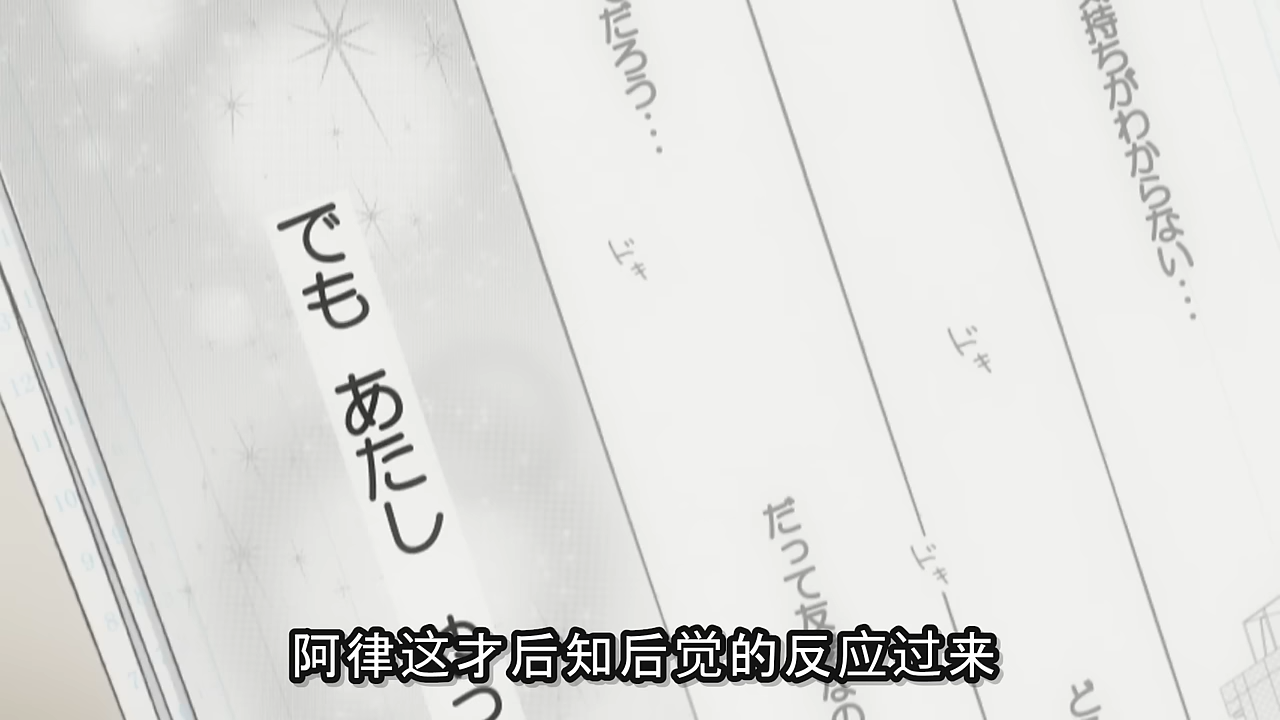 持ちがわからない・・・
ドキ
だろう・・・
ドキ
だって友
なの
ドキ
でも あたし
阿律这才后知后觉的反应过来